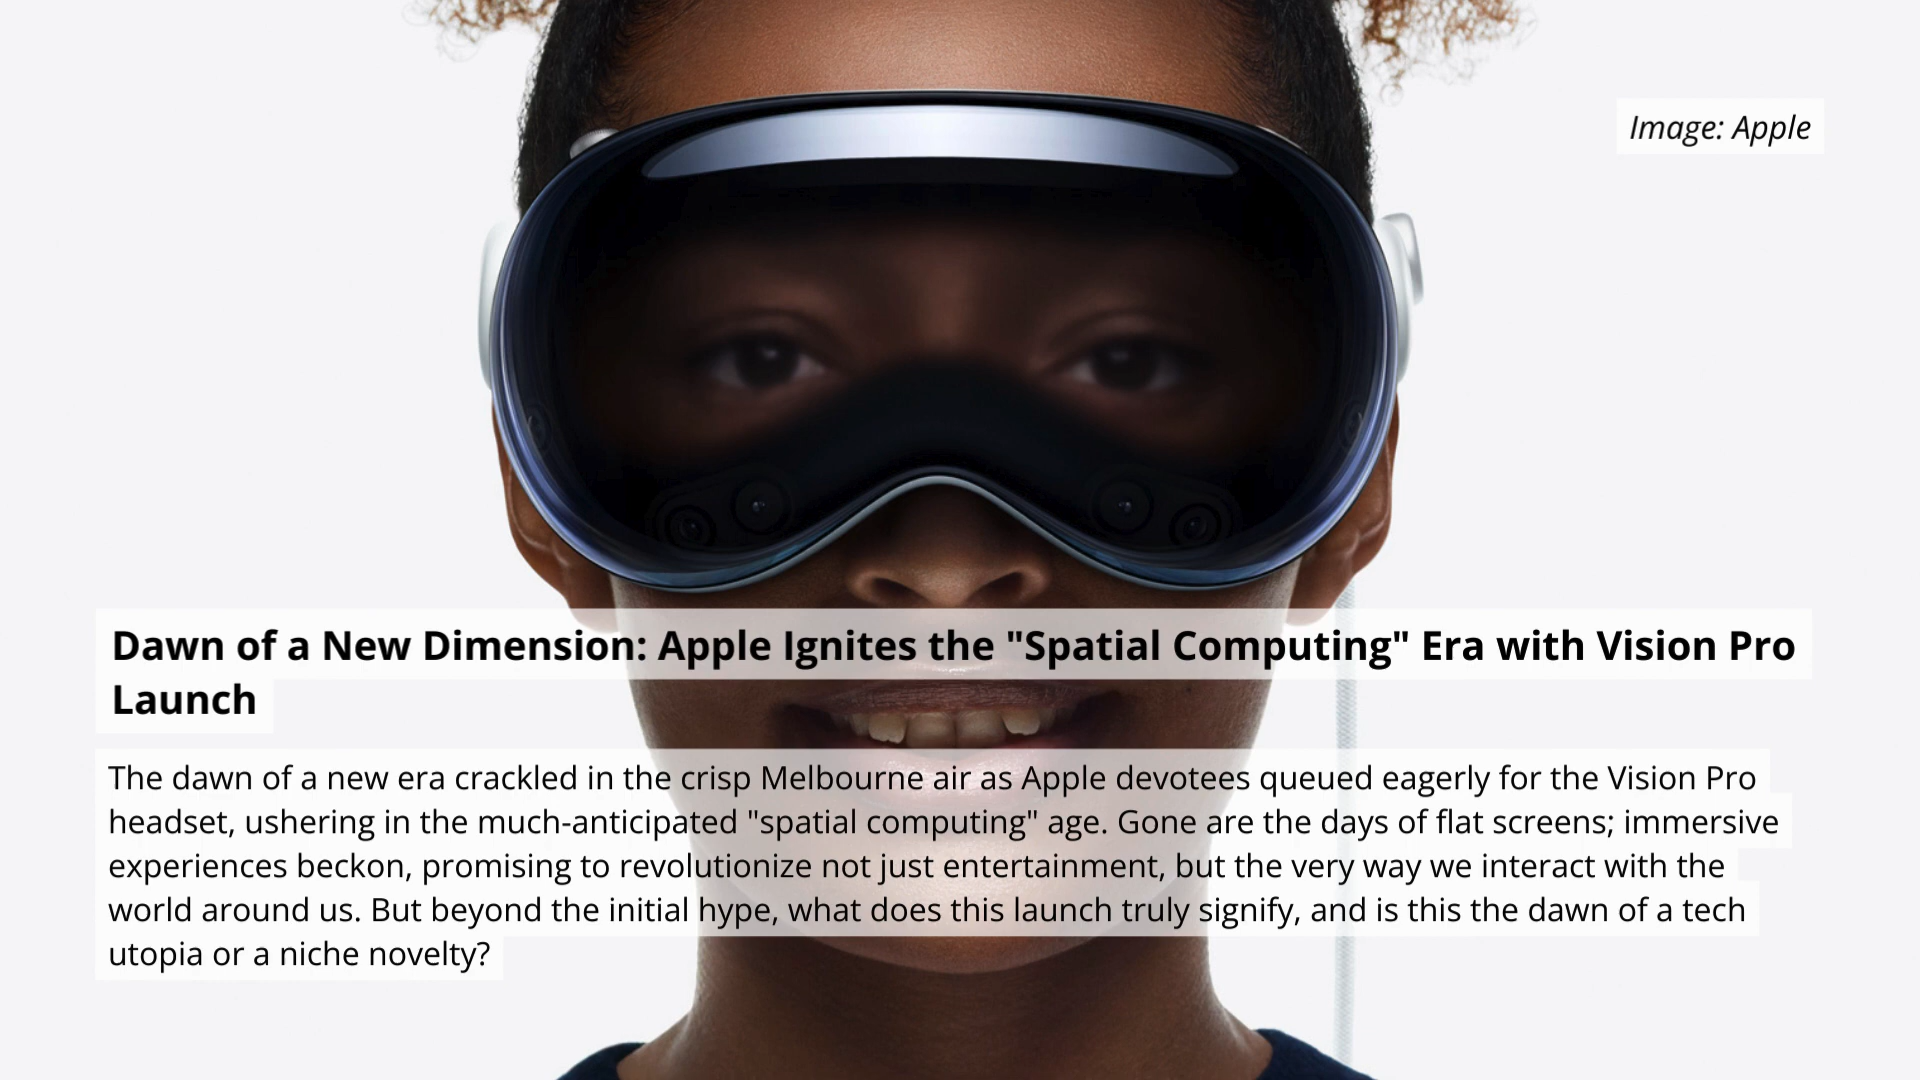 Image: Apple
Dawn of a New Dimension: Apple Ignites the "Spatial Computing" Era with Vision Pro
Launch
The dawn of a new era crackled in the crisp Melbourne air as Apple devotees queued eagerly for the Vision Pro
headset, ushering in the much-anticipated "spatial computing" age. Gone are the days of flat screens; immersive
experiences beckon, promising to revolutionize not just entertainment, but the very way we interact with the
world around us. But beyond the initial hype, what does this launch truly signify, and is this the dawn of a tech
utopia or a niche novelty?